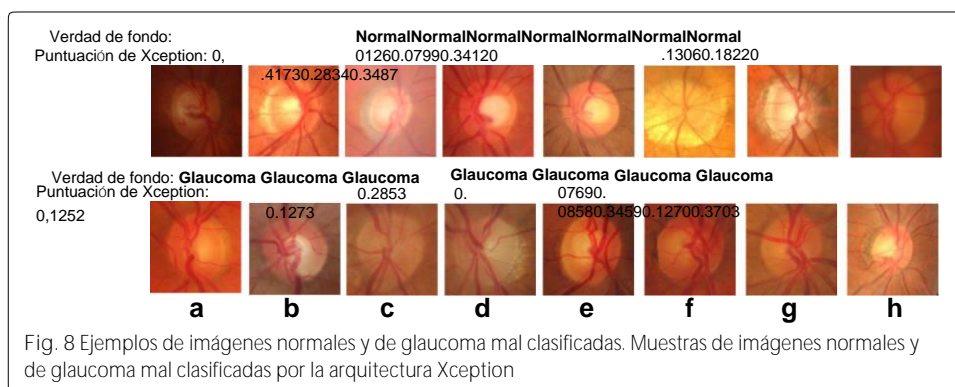 Verdad de fondo: NormalNormalNormalNormalNormalNormalNormal
Puntuación de Xception: 0, 01260.07990.34120 .13060.18220
.41730.28340.3487
Verdad de fondo: Glaucoma Glaucoma Glaucoma Glaucoma Glaucoma Glaucoma Glaucoma
Puntuación de Xception: 0.2853 0. 07690.
0,1252 0.1273 08580.34590.12700.3703
a b c d e f g h
Fig. 8 Ejemplos de imágenes normales y de glaucoma mal clasificadas. Muestras de imágenes normales y
de glaucoma mal clasificadas por la arquitectura Xception